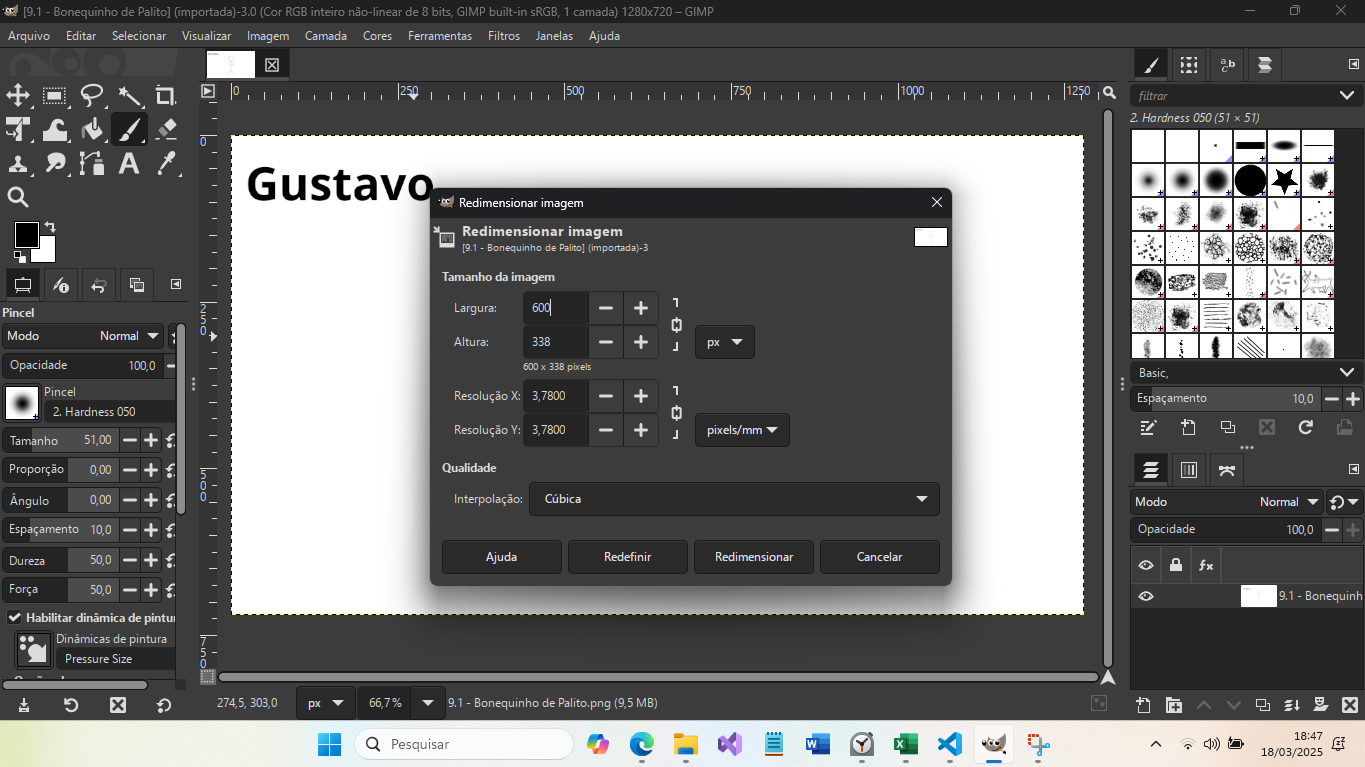 [9.1 - Bonequinho de Palito] (importada)-3.0 (Cor RGB inteiro não-linear de 8 bits, GIMP built-in sRGB, 1 camada) 1280x720 – GIMP
Arquivo Editar Selecionar Visualizar Imagem Camada Cores Ferramentas Filtros Janelas Ajuda
0 250 500 750 1000 1250
filtrar
2. Hardness 050 (51 × 51)
0
250
500
750
Gustavo
Redimensionar imagem
Redimensionar imagem
[9.1 - Bonequinho de Palito] (importada)-3
Tamanho da imagem
Largura: 600
Altura: 338 px
600 x 338 pixels
Resolução X: 3,7800
Resolução Y: 3,7800 pixels/mm
Qualidade
Interpolação: Cúbica
Ajuda Redefinir Redimensionar Cancelar
Pincel
Modo Normal
Opacidade 100,0
Pincel
2. Hardness 050
Tamanho 51,00
Proporção 0,00
Ângulo 0,00
Espaçamento 10,0
Dureza 50,0
Força 50,0
Habilitar dinâmica de pintur
Dinâmicas de pintura
Pressure Size
Basic,
Espaçamento 10,0
Modo Normal
Opacidade 100,0
fx
9.1 - Bonequinh
274,5, 303,0 px 66,7 % 9.1 - Bonequinho de Palito.png (9,5 MB)
Pesquisar
18:47
18/03/2025